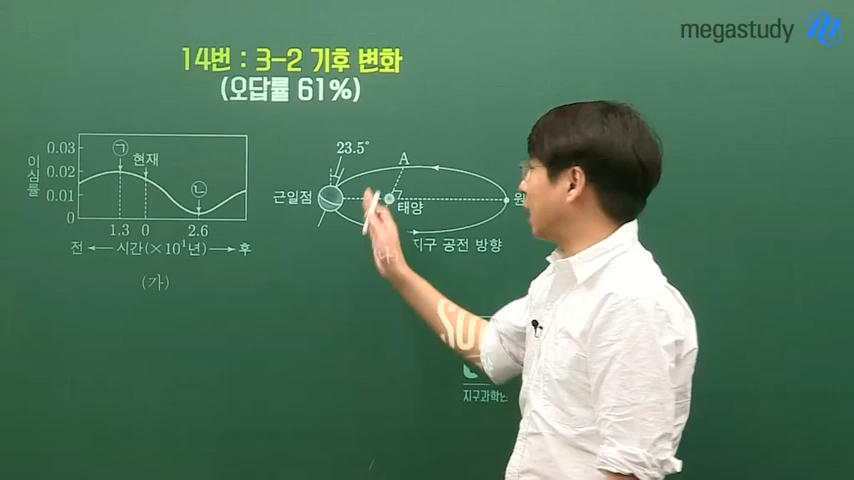 megastudy
14번 : 3-2 기후 변화
(오답률 61%)
이심률
0.03
0.02
0.01
0
㉠
현재
㉡
1.3 0 2.6
전 시간(×10⁴년) 후
(가)
23.5°
A
근일점
태양
원
지구 공전 방향
(나)
지구과학